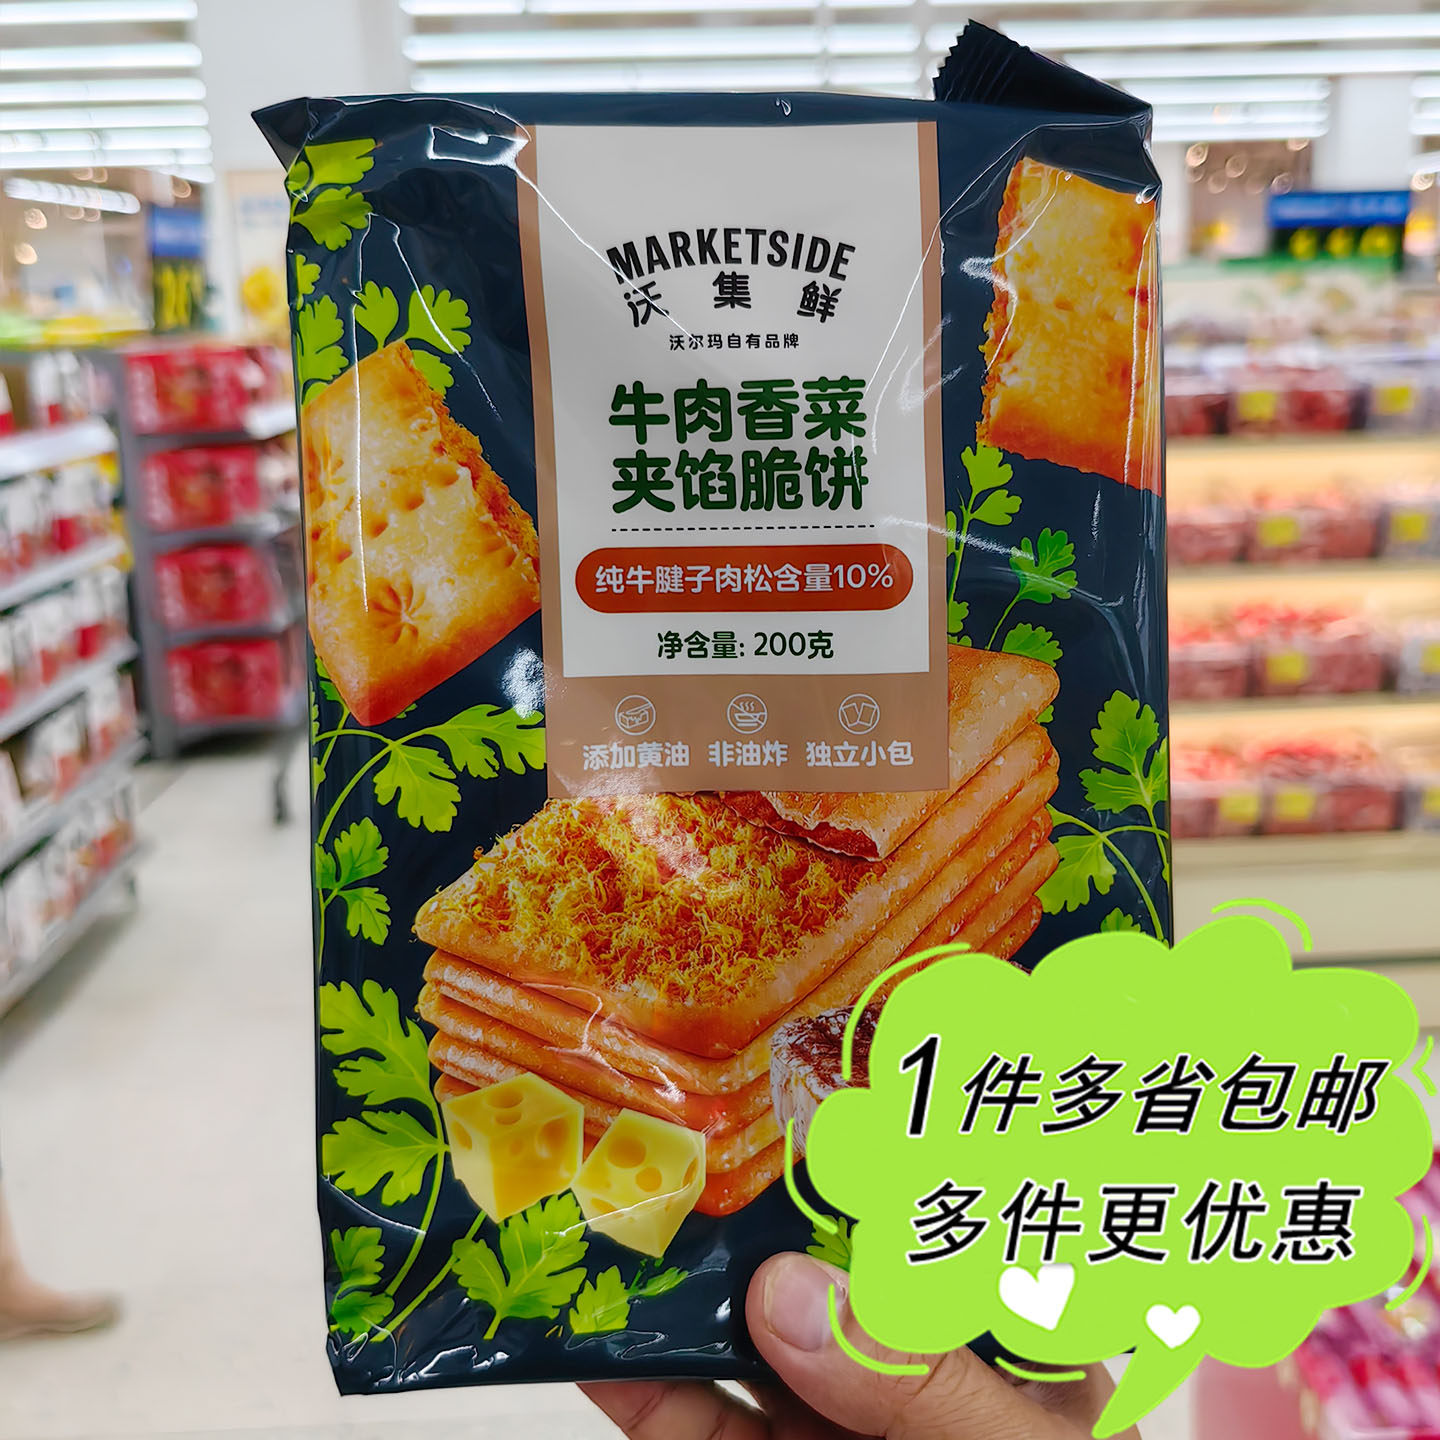 MARKETSIDE
沃集鲜
沃尔玛自有品牌
牛肉香菜
夹馅脆饼
纯牛腱子肉松含量10%
净含量: 200克
添加黄油 非油炸 独立小包
1件多省包邮
多件更优惠